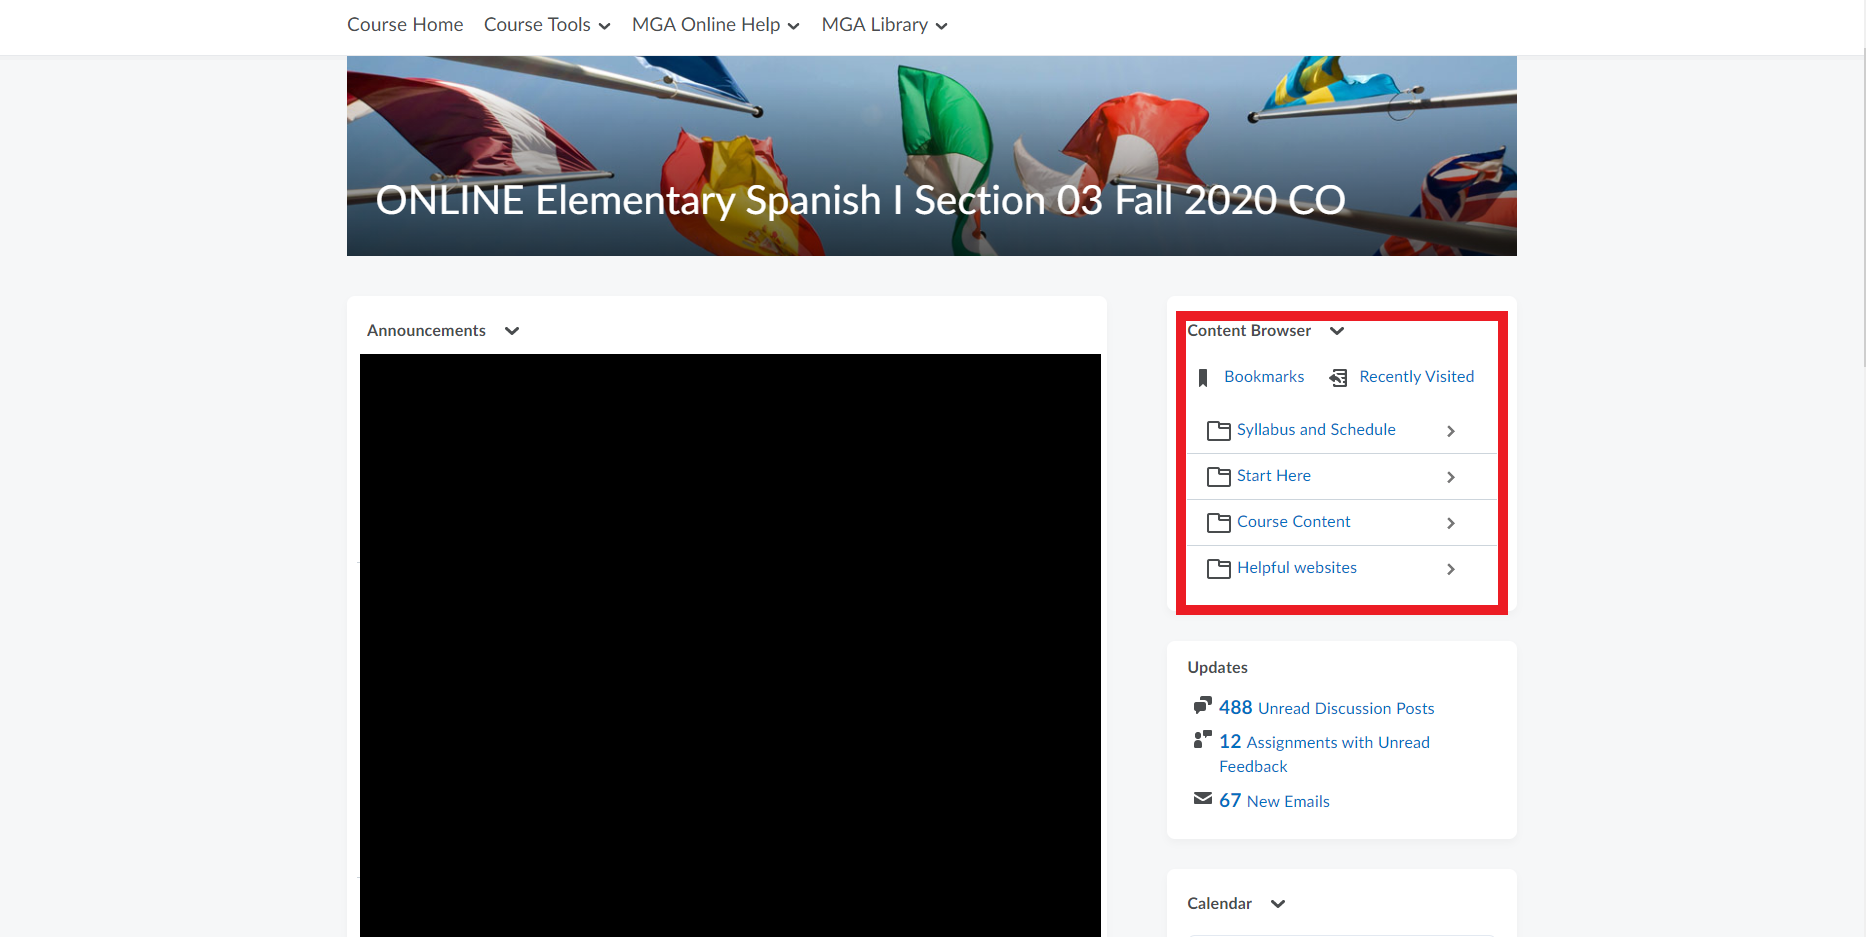 Course Home Course Tools MGA Online Help MGA Library
ONLINE Elementary Spanish I Section 03 Fall 2020 CO
Announcements
Content Browser
Bookmarks Recently Visited
Syllabus and Schedule
Start Here
Course Content
Helpful websites
Updates
488 Unread Discussion Posts
12 Assignments with Unread
Feedback
67 New Emails
Calendar